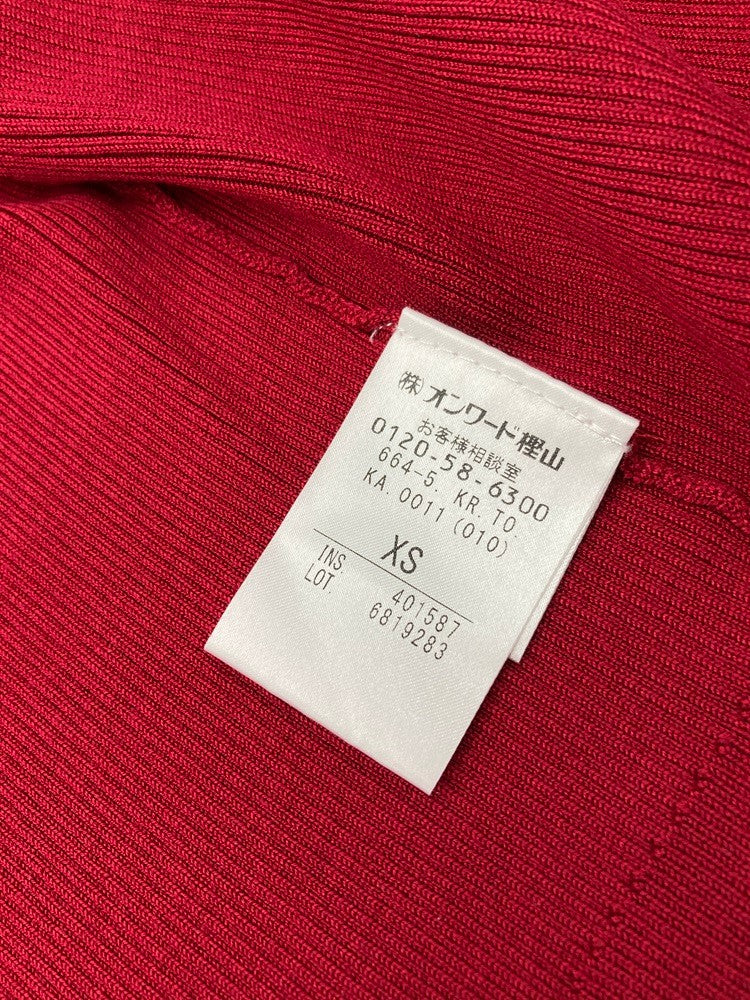 ㈱オンワード樫山
お客様相談室
0120-58-6300
664-5. KR. TO.
KA. 0011 (010)
XS
INS 401587
LOT. 6819283